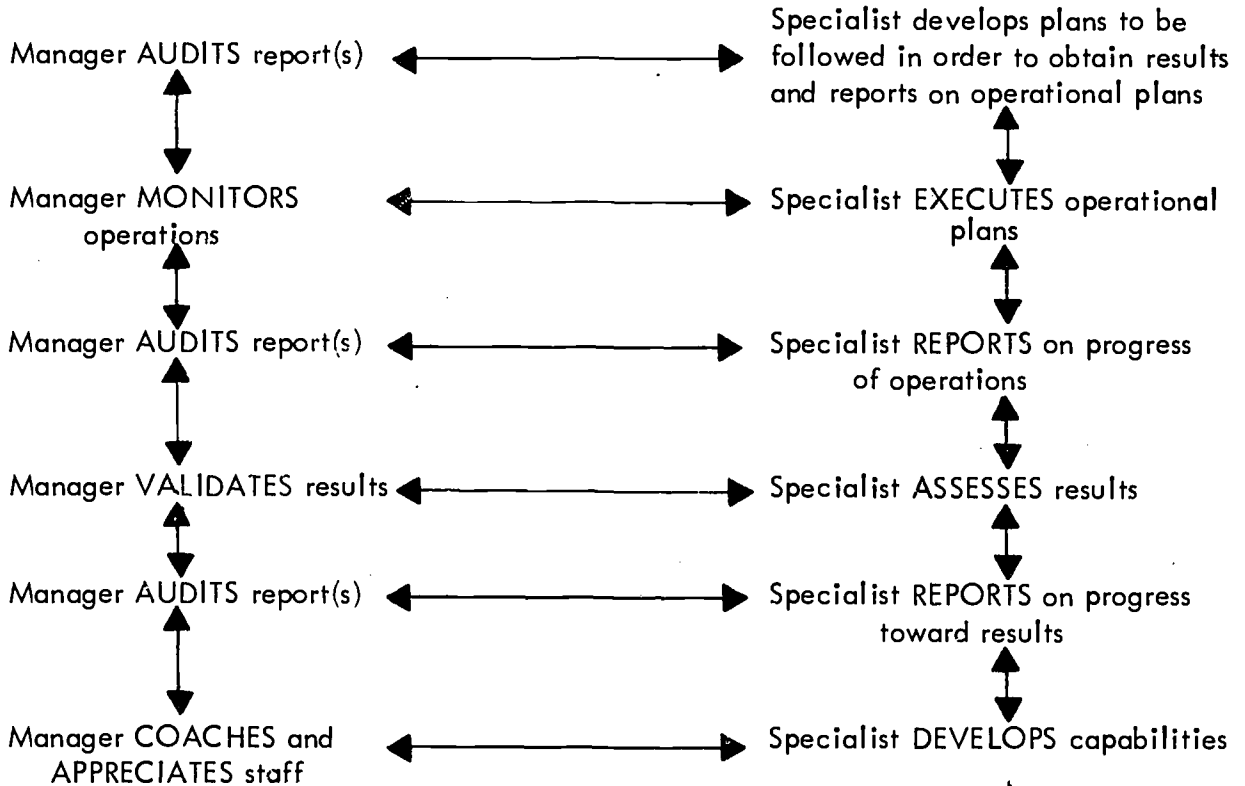 Manager AUDITS report(s)
Specialist develops plans to be
followed in order to obtain results
and reports on operational plans
Manager MONITORS
operations
Specialist EXECUTES operational
plans
Manager AUDITS report(s)
Specialist REPORTS on progress
of operations
Manager VALIDATES results
Specialist ASSESSES results
Manager AUDITS report(s)
Specialist REPORTS on progress
toward results
Manager COACHES and
APPRECIATES staff
Specialist DEVELOPS capabilities